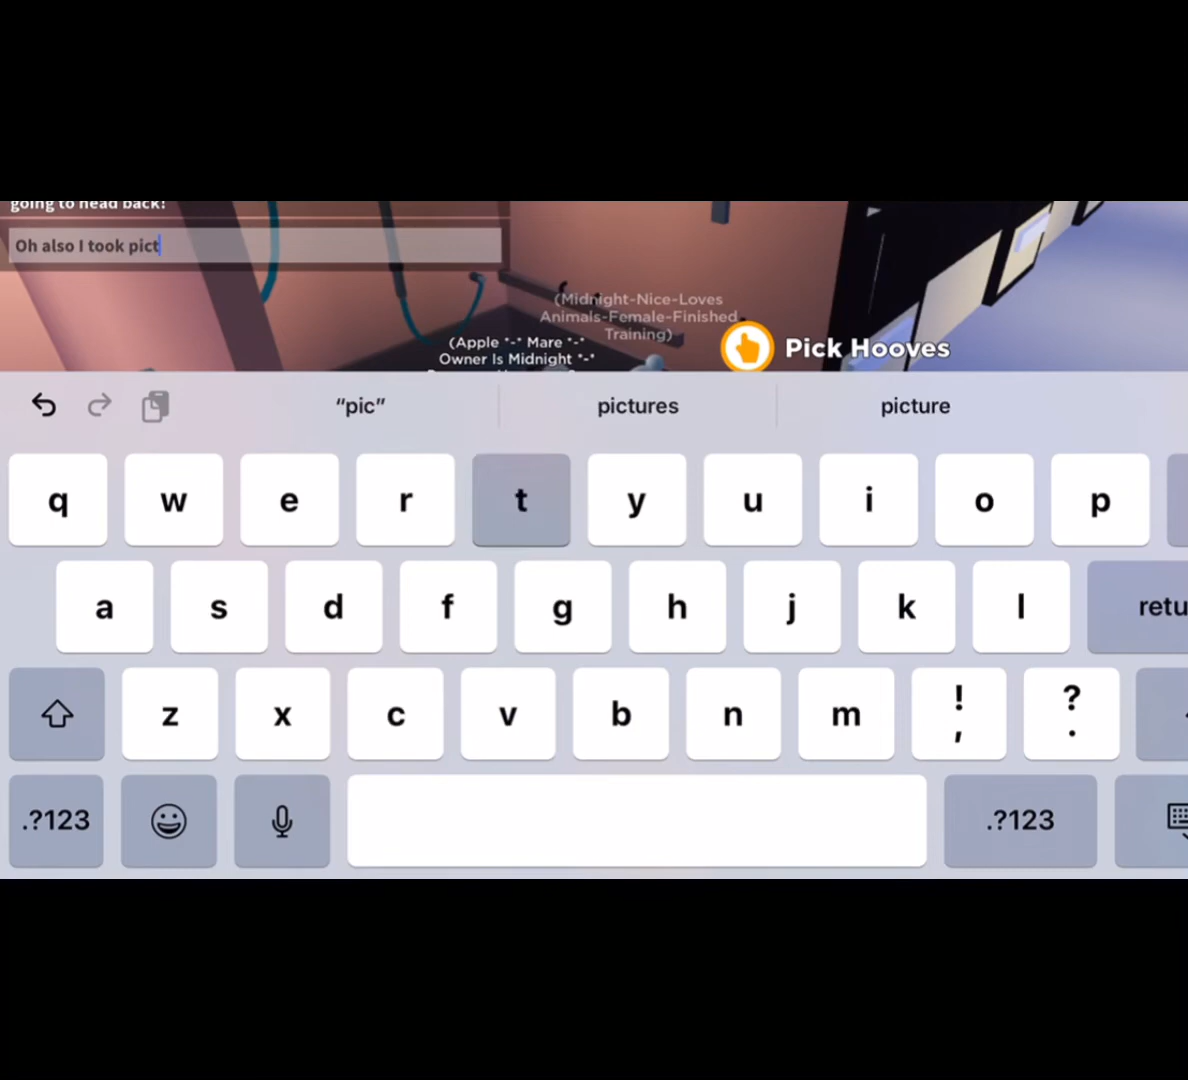 going to head back!
Oh also I took pict
(Midnight-Nice-Loves
Animals-Female-Finished
Training)
(Apple *-* Mare *-*
Owner Is Midnight *-*
Pick Hooves
“pic” pictures picture
q w e r t y u i o p
a s d f g h j k l retu
z x c v b n m ! , ? .
.?123 .?123